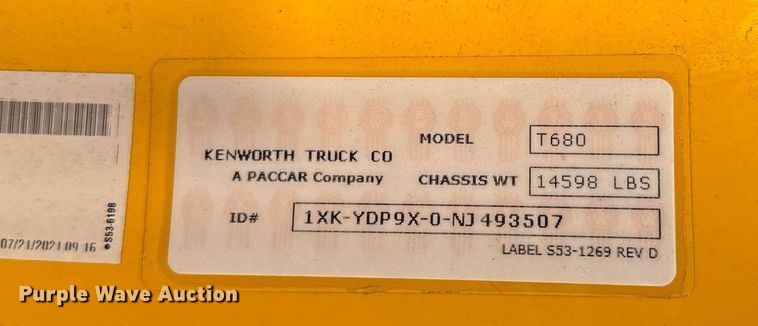 KENWORTH TRUCK CO
A PACCAR Company
MODEL T680
CHASSIS WT 14598 LBS
ID# 1XK-YDP9X-0-NJ493507
LABEL S53-1269 REV D
S53-6198
07/21/2021 09 16
Purple Wave Auction